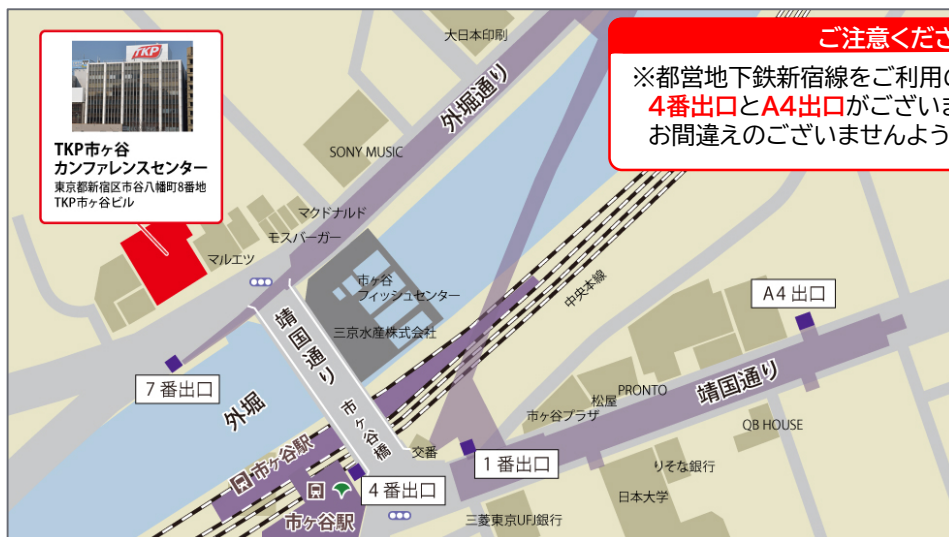 TKP
TKP市ヶ谷
カンファレンスセンター
東京都新宿区市谷八幡町8番地
TKP市ヶ谷ビル
大日本印刷
外堀通り
ご注意くださ
※都営地下鉄新宿線をご利用の
4番出口とA4出口がございま
お間違えのございませんよう
SONY MUSIC
マクドナルド
モスバーガー
マルエツ
市ヶ谷
フィッシュセンター
三京水産株式会社
中央本線
A4 出口
靖国通り
7 番出口
外堀
市ヶ谷橋
PRONTO
松屋
市ヶ谷プラザ
靖国通り
QB HOUSE
交番
1 番出口
市ヶ谷駅
4 番出口
りそな銀行
日本大学
市ヶ谷駅
三菱東京UFJ銀行